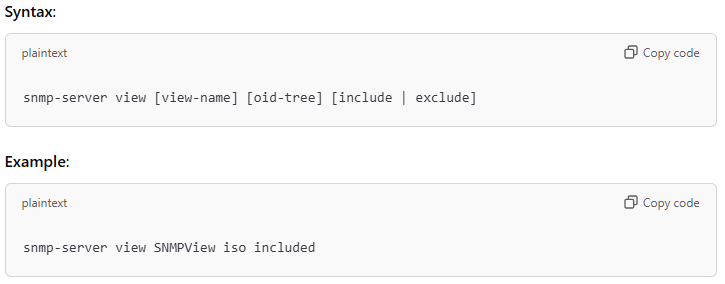 Syntax:
plaintext Copy code
snmp-server view [view-name] [oid-tree] [include | exclude]
Example:
plaintext Copy code
snmp-server view SNMPView iso included